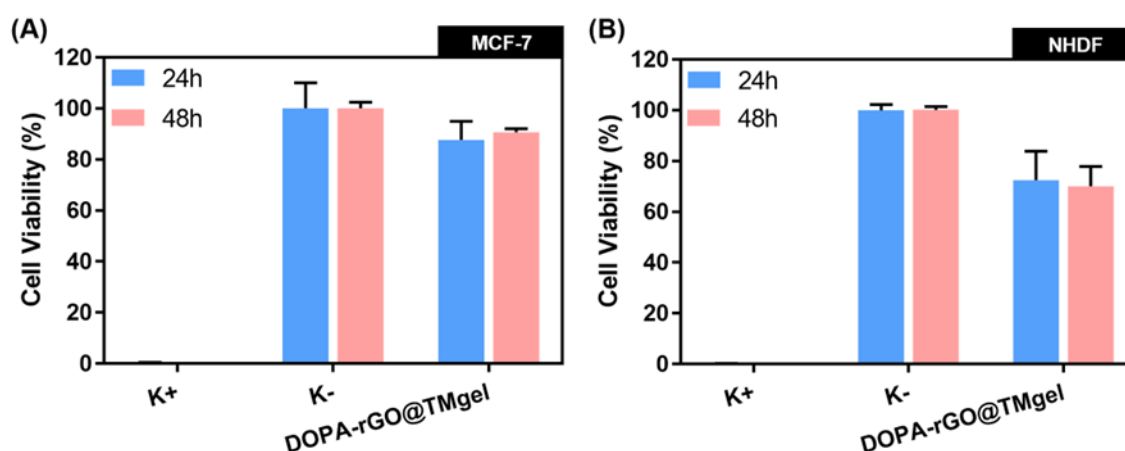 (A)
MCF-7
24h
48h
Cell Viability (%)
120
100
80
60
40
20
0
K+
K-
DOPA-rGO@TMgel
(B)
NHDF
24h
48h
Cell Viability (%)
120
100
80
60
40
20
0
K+
K-
DOPA-rGO@TMgel